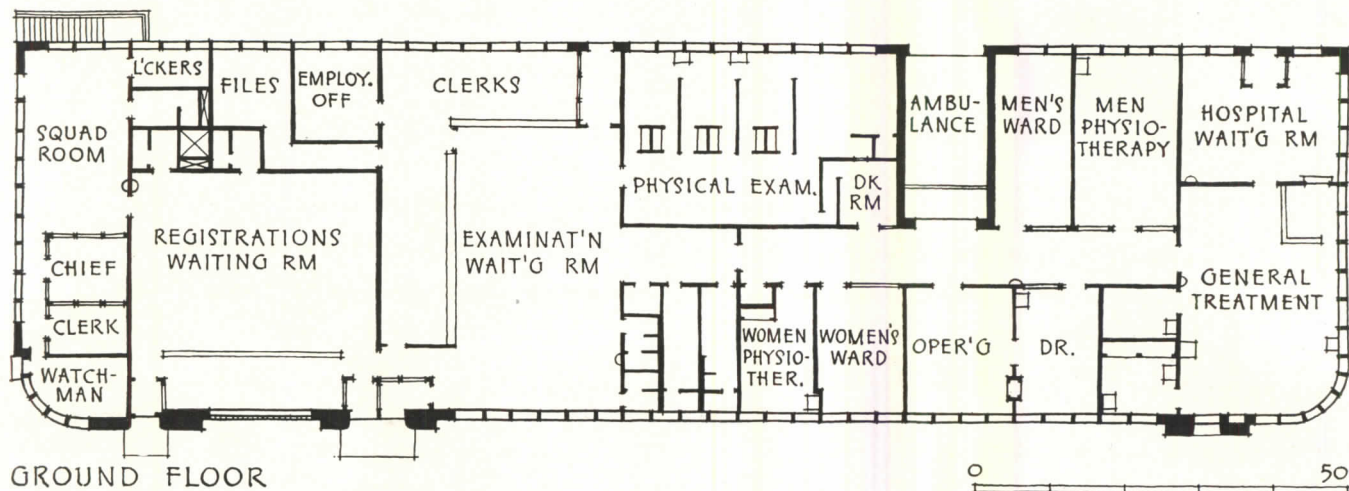 L'CKERS
FILES
EMPLOY.
OFF
CLERKS
SQUAD
ROOM
AMBU-
LANCE
MEN'S
WARD
MEN
PHYSIO-
THERAPY
HOSPITAL
WAIT'G RM
PHYSICAL EXAM.
DK
RM
REGISTRATIONS
WAITING RM
EXAMINAT'N
WAIT'G RM
CHIEF
CLERK
WATCH-
MAN
WOMEN
PHYSIO-
THER.
WOMEN'S
WARD
OPER'G
DR.
GENERAL
TREATMENT
GROUND FLOOR
0 50